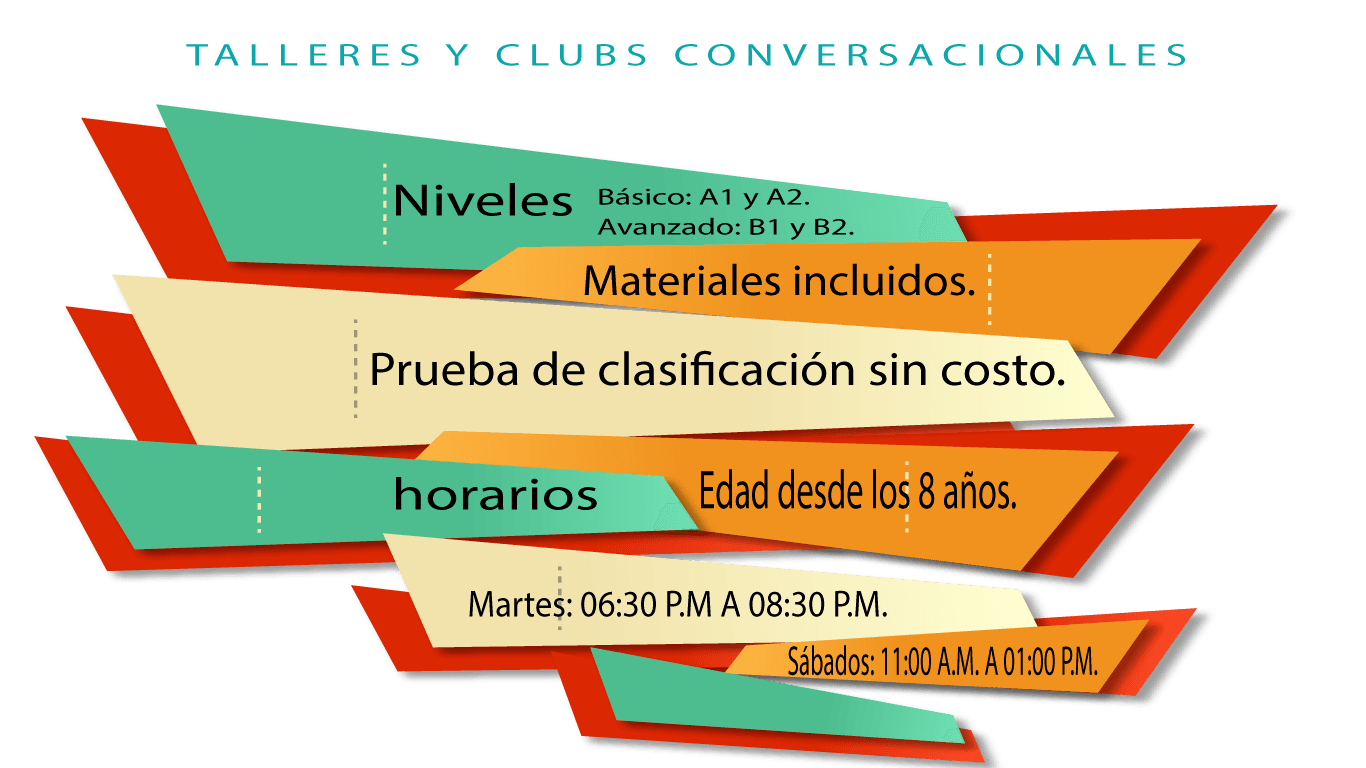 TALLERES Y CLUBS CONVERSACIONALES
Niveles
Básico: A1 y A2.
Avanzado: B1 y B2.
Materiales incluidos.
Prueba de clasificación sin costo.
horarios
Edad desde los 8 años.
Martes: 06:30 P.M A 08:30 P.M.
Sábados: 11:00 A.M. A 01:00 P.M.